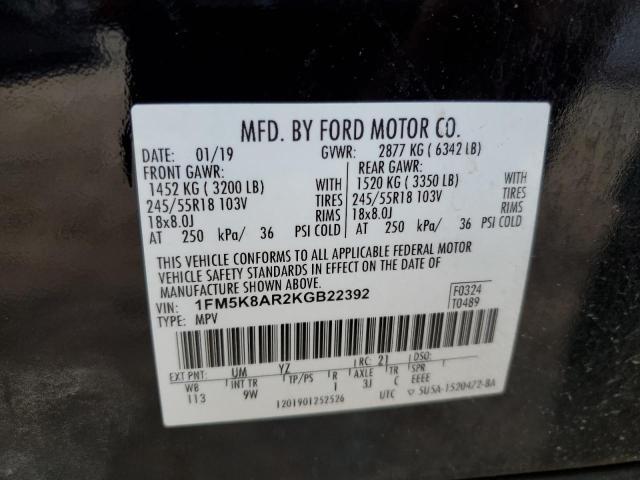 MFD. BY FORD MOTOR CO.
DATE: 01/19 GVWR: 2877 KG ( 6342 LB)
FRONT GAWR: REAR GAWR:
1452 KG ( 3200 LB) WITH 1520 KG ( 3350 LB) WITH
245/55R18 103V TIRES 245/55R18 103V TIRES
18x8.0J RIMS 18x8.0J RIMS
AT 250 kPa/ 36 PSI COLD AT 250 kPa/ 36 PSI COLD
THIS VEHICLE CONFORMS TO ALL APPLICABLE FEDERAL MOTOR
VEHICLE SAFETY STANDARDS IN EFFECT ON THE DATE OF
MANUFACTURE SHOWN ABOVE.
VIN: 1FM5K8AR2KGB22392 F0324
TYPE: MPV T0489
EXT PNT: UM YZ RC: 21 DSO:
WB INT TR TP/PS R AXLE TR SPR
113 9W I 3J C EEEE
1201901252526 UTC ▽ 5U5A-1520472-BA